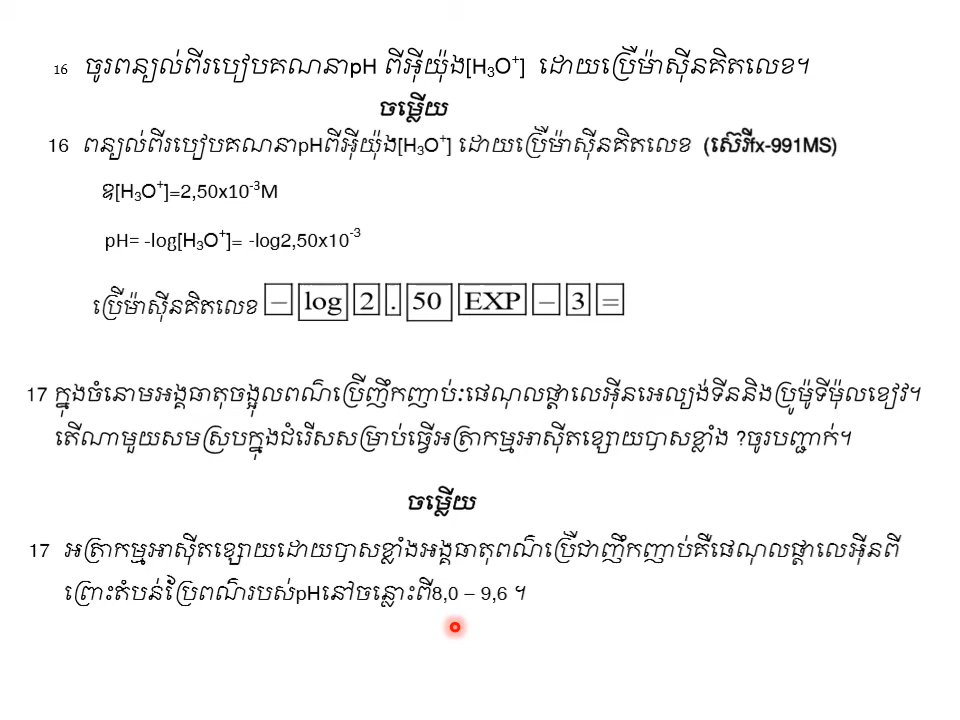 16 ចូរពន្យល់ពីរបៀបគណនាpH ពីអ៊ីយ៉ុង[H₃O⁺] ដោយប្រើម៉ាស៊ីនគិតលេខ។
ចម្លើយ
16 ពន្យល់ពីរបៀបគណនាpHពីអ៊ីយ៉ុង[H₃O⁺] ដោយប្រើម៉ាស៊ីនគិតលេខ (ស៊េរីfx-991MS)
ឧ[H₃O⁺]=2,50x10⁻³M
pH= -log[H₃O⁺]= -log2,50x10⁻³
ប្រើម៉ាស៊ីនគិតលេខ − log 2 . 50 EXP − 3 =
17 ក្នុងចំនោមអង្គធាតុចង្អុលពណ៌ប្រើញឹកញាប់ៈផេណុលផ្តាលេអ៊ីនអេល្យង់ទីននិងប្រូម៉ូទីម៉ុលខៀវ។
តើណាមួយសមស្របក្នុងជំរើសសម្រាប់ធ្វើអត្រាកម្មអាស៊ីតខ្សោយបាសខ្លាំង ?ចូរបញ្ជាក់។
ចម្លើយ
17 អត្រាកម្មអាស៊ីតខ្សោយដោយបាសខ្លាំងអង្គធាតុពណ៌ប្រើជាញឹកញាប់គឺផេណុលផ្តាលេអ៊ីនពី
ព្រោះតំបន់ប្រែពណ៌របស់pHនៅចន្លោះពី8,0 – 9,6 ។